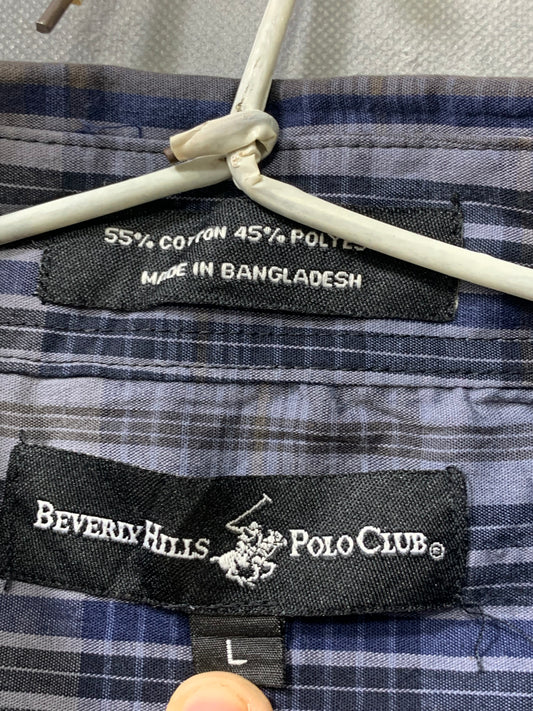 55% COTTON 45% POLYES
MADE IN BANGLADESH
BEVERLY HILLS POLO CLUB®
L